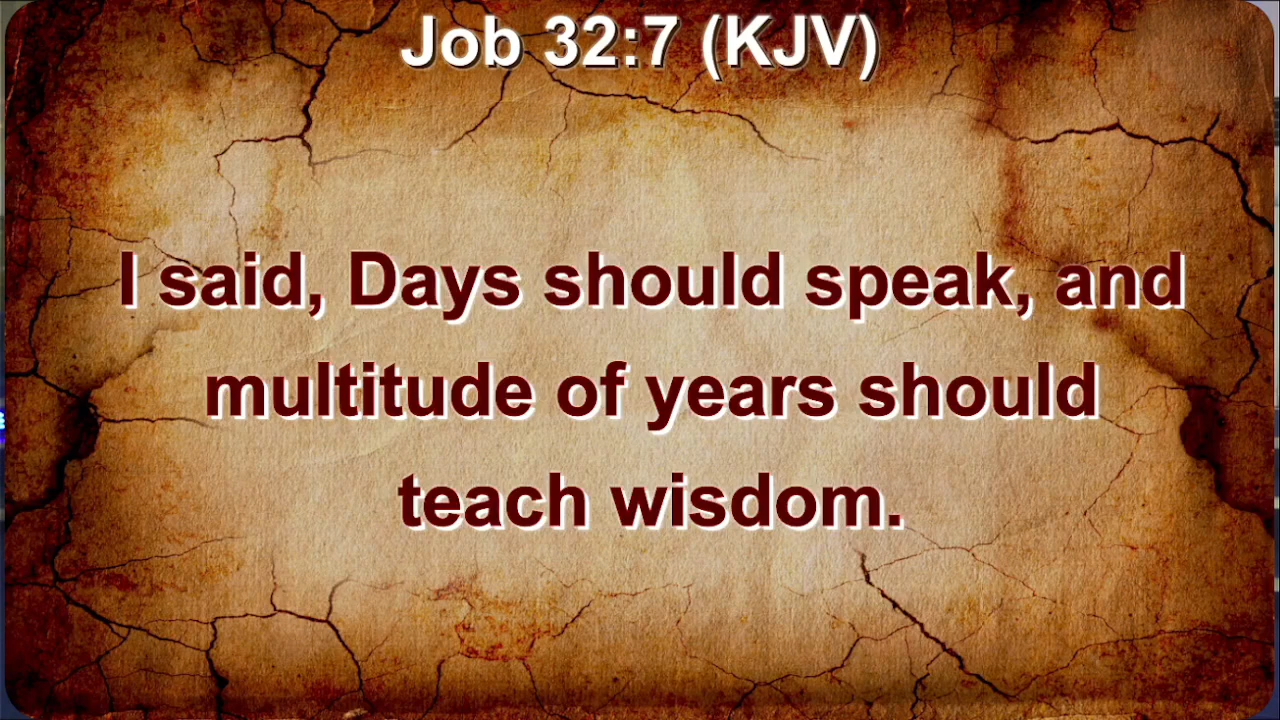 Job 32:7 (KJV)
I said, Days should speak, and
multitude of years should
teach wisdom.